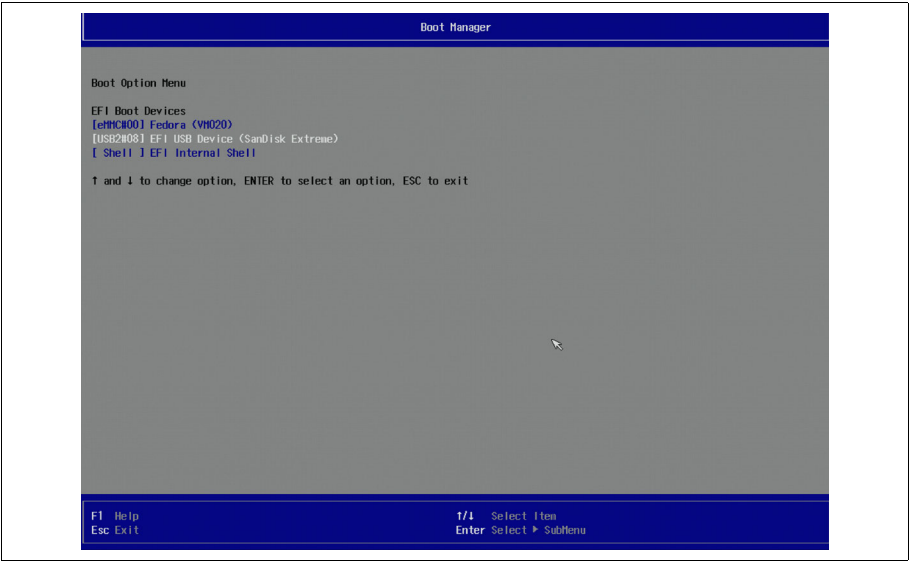 Boot Manager
Boot Option Menu
EFI Boot Devices
[eMMC#00] Fedora (VM020)
[USB2#08] EFI USB Device (SanDisk Extreme)
[ Shell ] EFI Internal Shell
↑ and ↓ to change option, ENTER to select an option, ESC to exit
F1 Help
↑/↓ Select Item
Esc Exit
Enter Select ▶ SubMenu